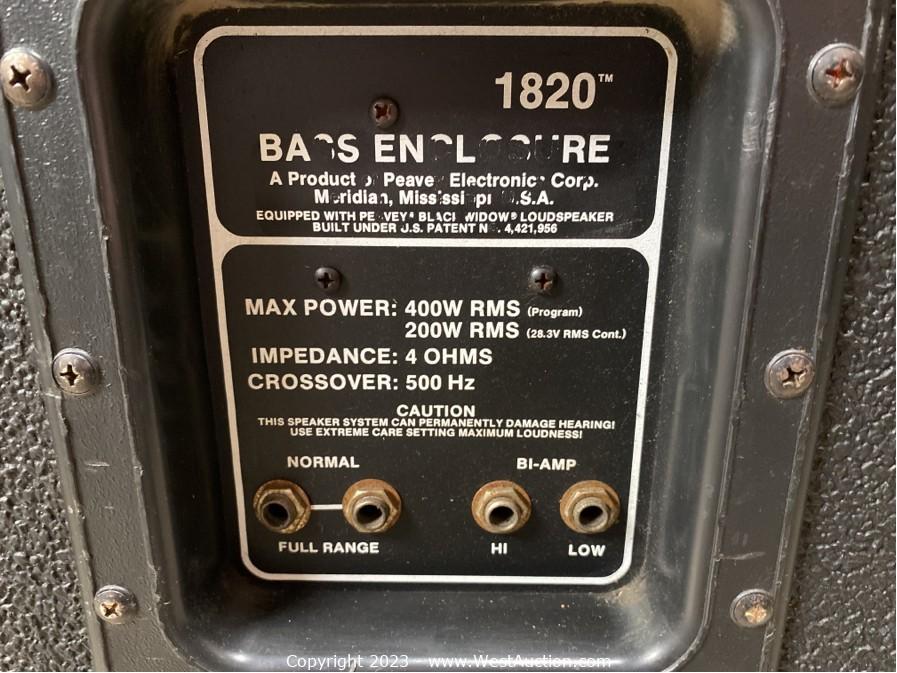 1820™
BASS ENCLOSURE
A Product of Peavey Electronics Corp.
Meridian, Mississippi U.S.A.
EQUIPPED WITH PEAVEY® BLACK WIDOW® LOUDSPEAKER
BUILT UNDER U.S. PATENT NO. 4,421,956
MAX POWER: 400W RMS (Program)
200W RMS (28.3V RMS Cont.)
IMPEDANCE: 4 OHMS
CROSSOVER: 500 Hz
CAUTION
THIS SPEAKER SYSTEM CAN PERMANENTLY DAMAGE HEARING!
USE EXTREME CARE SETTING MAXIMUM LOUDNESS!
NORMAL BI-AMP
FULL RANGE HI LOW
Copyright 2023 - www.WestAuction.com